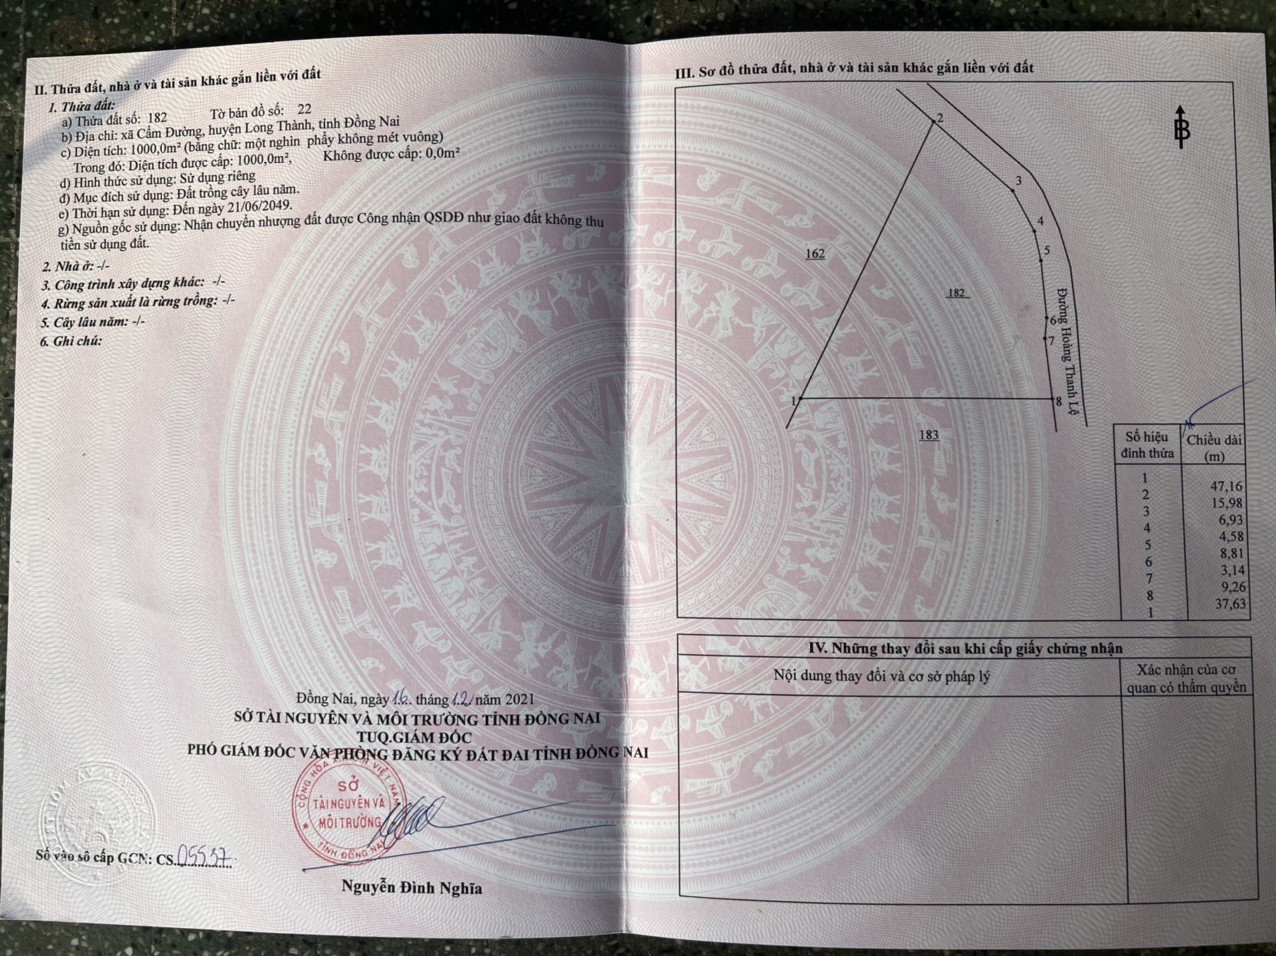 II. Thửa đất, nhà ở và tài sản khác gắn liền với đất
1. Thửa đất:
a) Thửa đất số: 182 Tờ bản đồ số: 22
b) Địa chỉ: xã Cẩm Đường, huyện Long Thành, tỉnh Đồng Nai
c) Diện tích: 1000,0m² (bằng chữ: một nghìn phẩy không mét vuông)
Trong đó: Diện tích được cấp: 1000,0m², Không được cấp: 0,0m²
d) Hình thức sử dụng: Sử dụng riêng
đ) Mục đích sử dụng: Đất trồng cây lâu năm.
e) Thời hạn sử dụng: Đến ngày 21/06/2049.
g) Nguồn gốc sử dụng: Nhận chuyển nhượng đất được Công nhận QSDĐ như giao đất không thu
tiền sử dụng đất.
2. Nhà ở: -/-
3. Công trình xây dựng khác: -/-
4. Rừng sản xuất là rừng trồng: -/-
5. Cây lâu năm: -/-
6. Ghi chú:
Đồng Nai, ngày 16 tháng 12 năm 2021
SỞ TÀI NGUYÊN VÀ MÔI TRƯỜNG TỈNH ĐỒNG NAI
TUQ.GIÁM ĐỐC
PHÓ GIÁM ĐỐC VĂN PHÒNG ĐĂNG KÝ ĐẤT ĐAI TỈNH ĐỒNG NAI
SỞ
TÀI NGUYÊN VÀ
MÔI TRƯỜNG
TỈNH ĐỒNG NAI
Số vào sổ cấp GCN: CS.05537
Nguyễn Đình Nghĩa
III. Sơ đồ thửa đất, nhà ở và tài sản khác gắn liền với đất
B
2
3
4
5
162
182
6
7
Đường Hoàng Thanh Lệ
1
8
183
Số hiệu đỉnh thửa Chiều dài (m)
1
47,16
2
15,98
3
6,93
4
4,58
5
8,81
6
3,14
7
9,26
8
37,63
1
IV. Những thay đổi sau khi cấp giấy chứng nhận
Nội dung thay đổi và cơ sở pháp lý
Xác nhận của cơ
quan có thẩm quyền